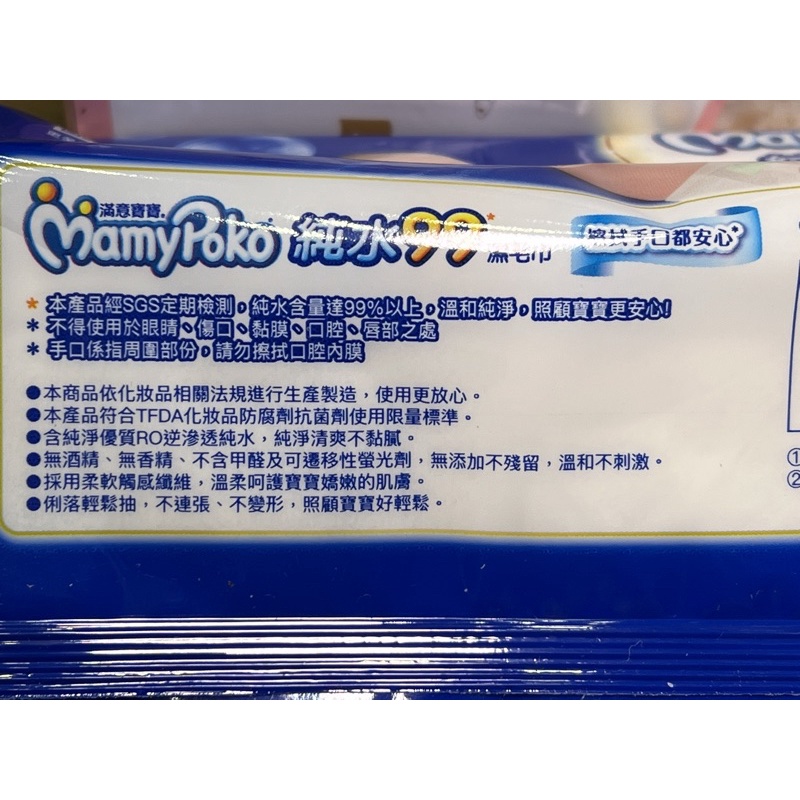 滿意寶寶®
MamyPoko 純水99* 濕毛巾 擦拭手口都安心*
* 本產品經SGS定期檢測，純水含量達99%以上，溫和純淨，照顧寶寶更安心!
* 不得使用於眼睛、傷口、黏膜、口腔、唇部之處
* 手口係指周圍部份，請勿擦拭口腔內膜
●本商品依化妝品相關法規進行生產製造，使用更放心。
●本產品符合TFDA化妝品防腐劑抗菌劑使用限量標準。
●含純淨優質RO逆滲透純水，純淨清爽不黏膩。
●無酒精、無香精、不含甲醛及可遷移性螢光劑，無添加不殘留，溫和不刺激。
●採用柔軟觸感纖維，溫柔呵護寶寶嬌嫩的肌膚。
●俐落輕鬆抽，不連張、不變形，照顧寶寶好輕鬆。
①
②